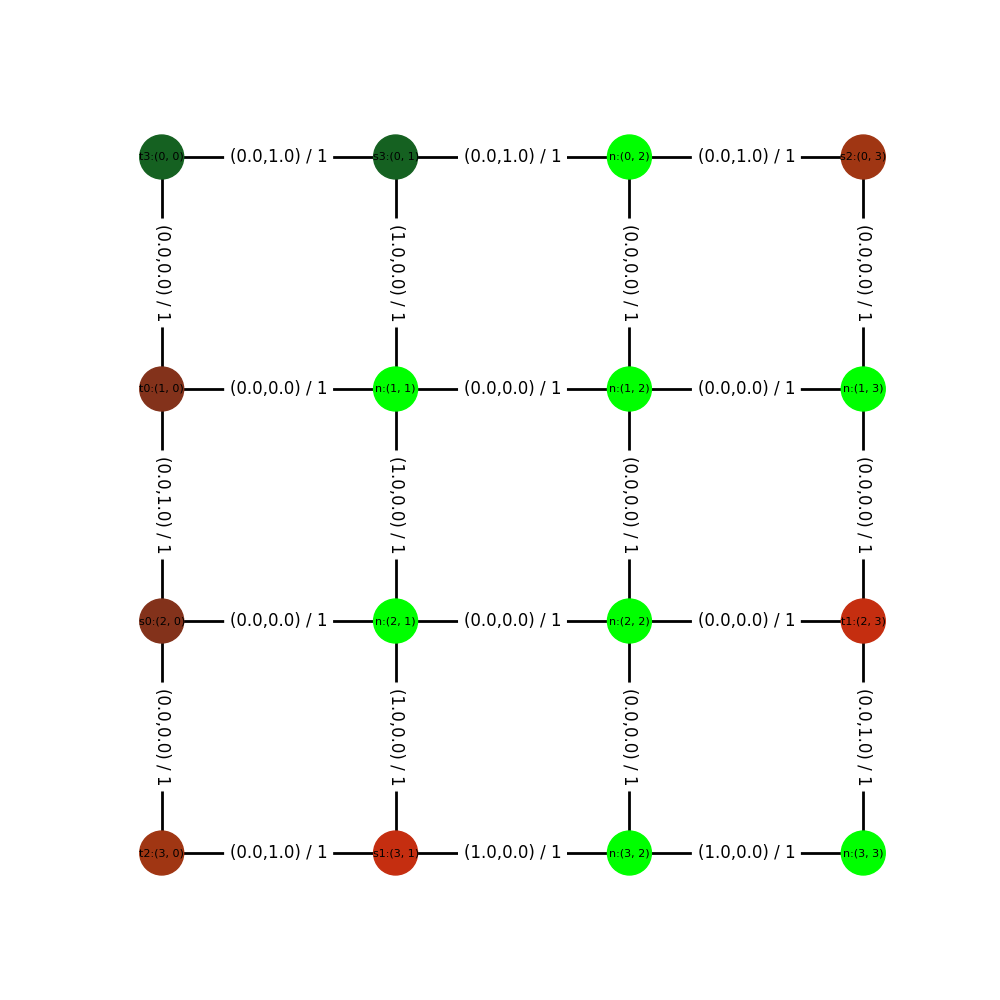 t3:(0, 0) (0.0,1.0) / 1 s3:(0, 1) (0.0,1.0) / 1 n:(0, 2) (0.0,1.0) / 1 s2:(0, 3)
(0.0,0.0) / 1 (1.0,0.0) / 1 (0.0,0.0) / 1 (0.0,0.0) / 1
t0:(1, 0) (0.0,0.0) / 1 n:(1, 1) (0.0,0.0) / 1 n:(1, 2) (0.0,0.0) / 1 n:(1, 3)
(0.0,1.0) / 1 (1.0,0.0) / 1 (0.0,0.0) / 1 (0.0,0.0) / 1
s0:(2, 0) (0.0,0.0) / 1 n:(2, 1) (0.0,0.0) / 1 n:(2, 2) (0.0,0.0) / 1 t1:(2, 3)
(0.0,0.0) / 1 (1.0,0.0) / 1 (0.0,0.0) / 1 (0.0,1.0) / 1
t2:(3, 0) (0.0,1.0) / 1 s1:(3, 1) (1.0,0.0) / 1 n:(3, 2) (1.0,0.0) / 1 n:(3, 3)